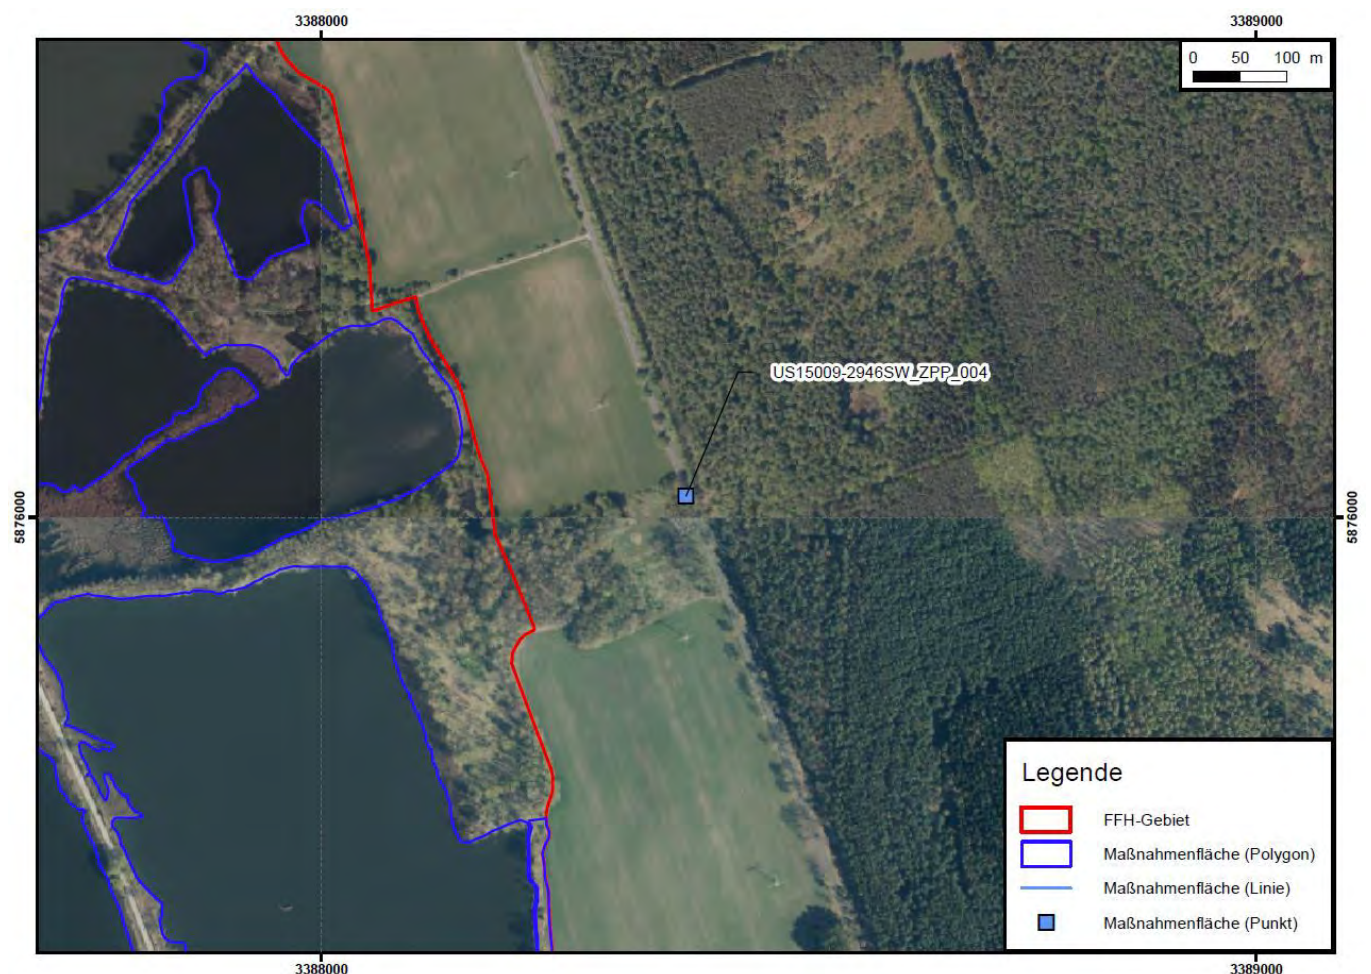 3388000 3389000
0 50 100 m
US15009-2946SW_ZPP_004
5876000 5876000
Legende
FFH-Gebiet
Maßnahmenfläche (Polygon)
Maßnahmenfläche (Linie)
Maßnahmenfläche (Punkt)
3388000 3389000